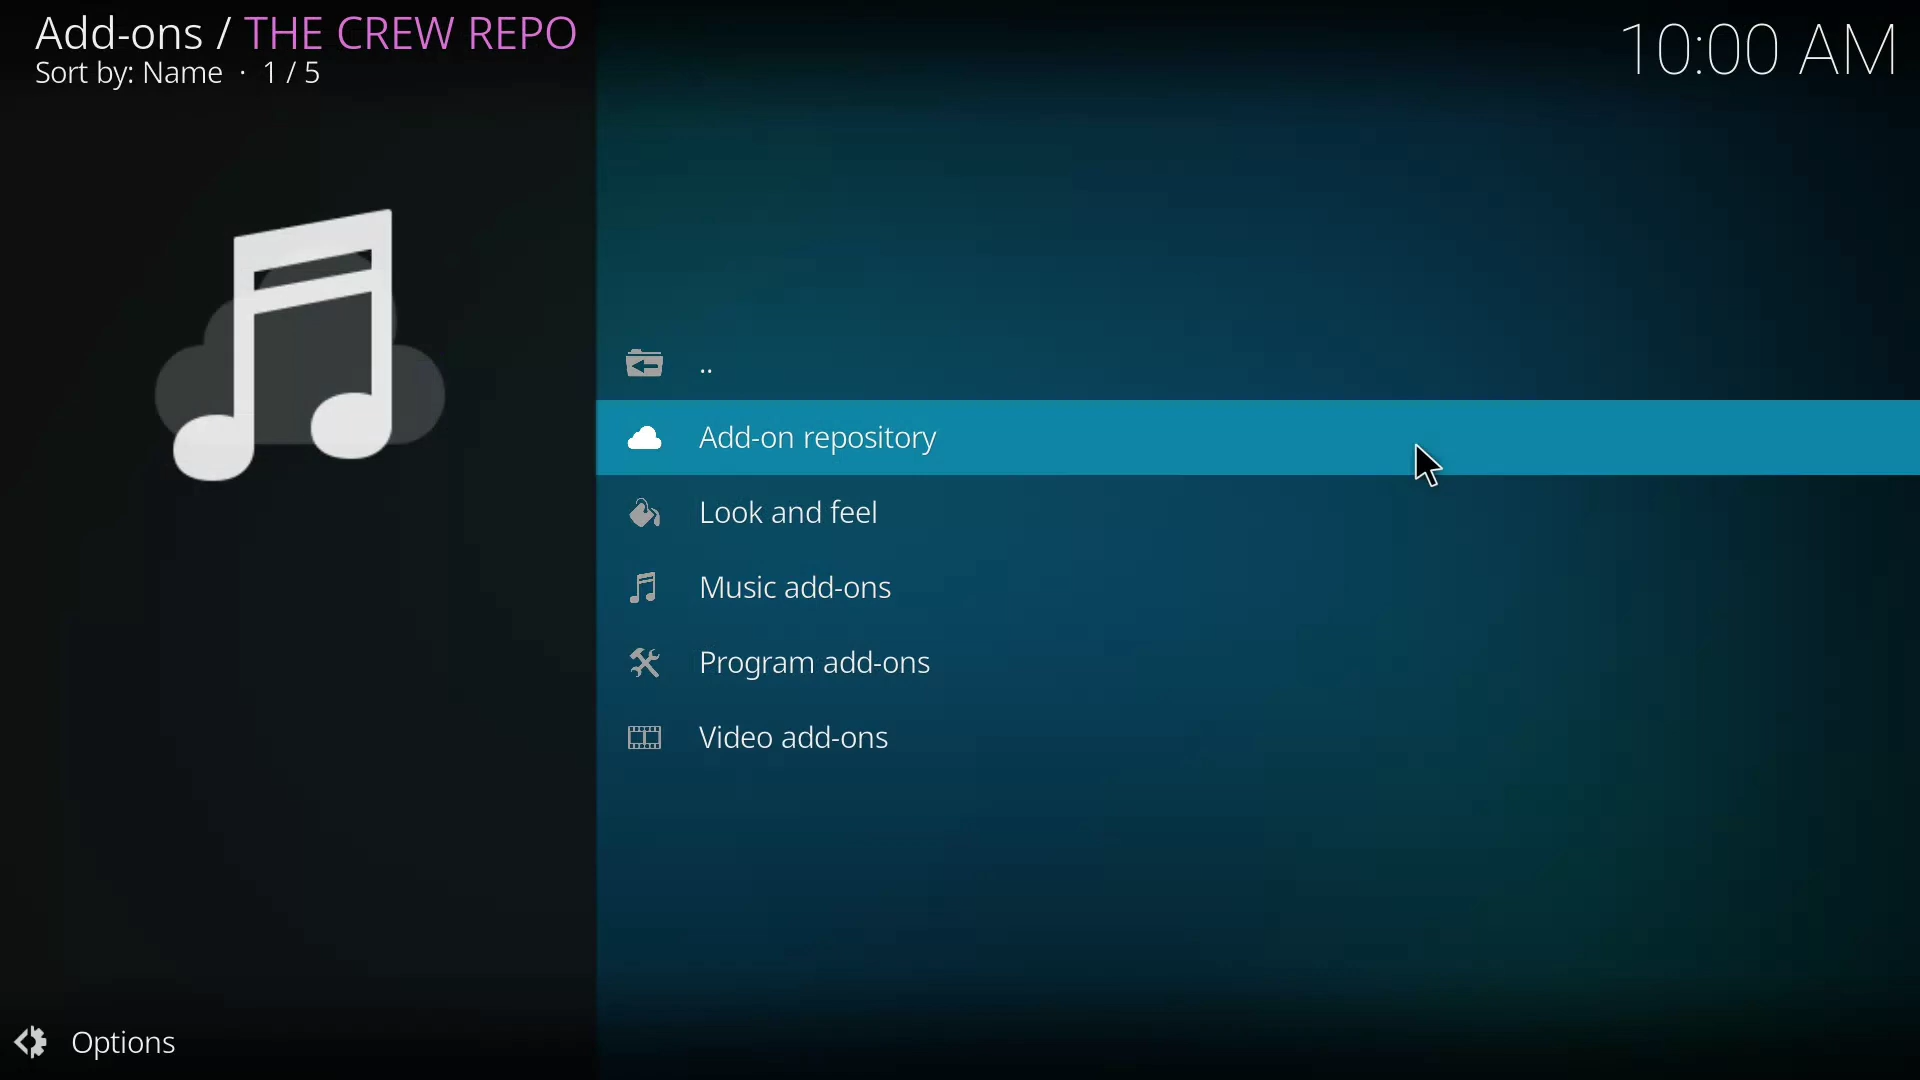 Add-ons / THE CREW REPO
Sort by: Name · 1 / 5
10:00 AM
..
Add-on repository
Look and feel
Music add-ons
Program add-ons
Video add-ons
Options